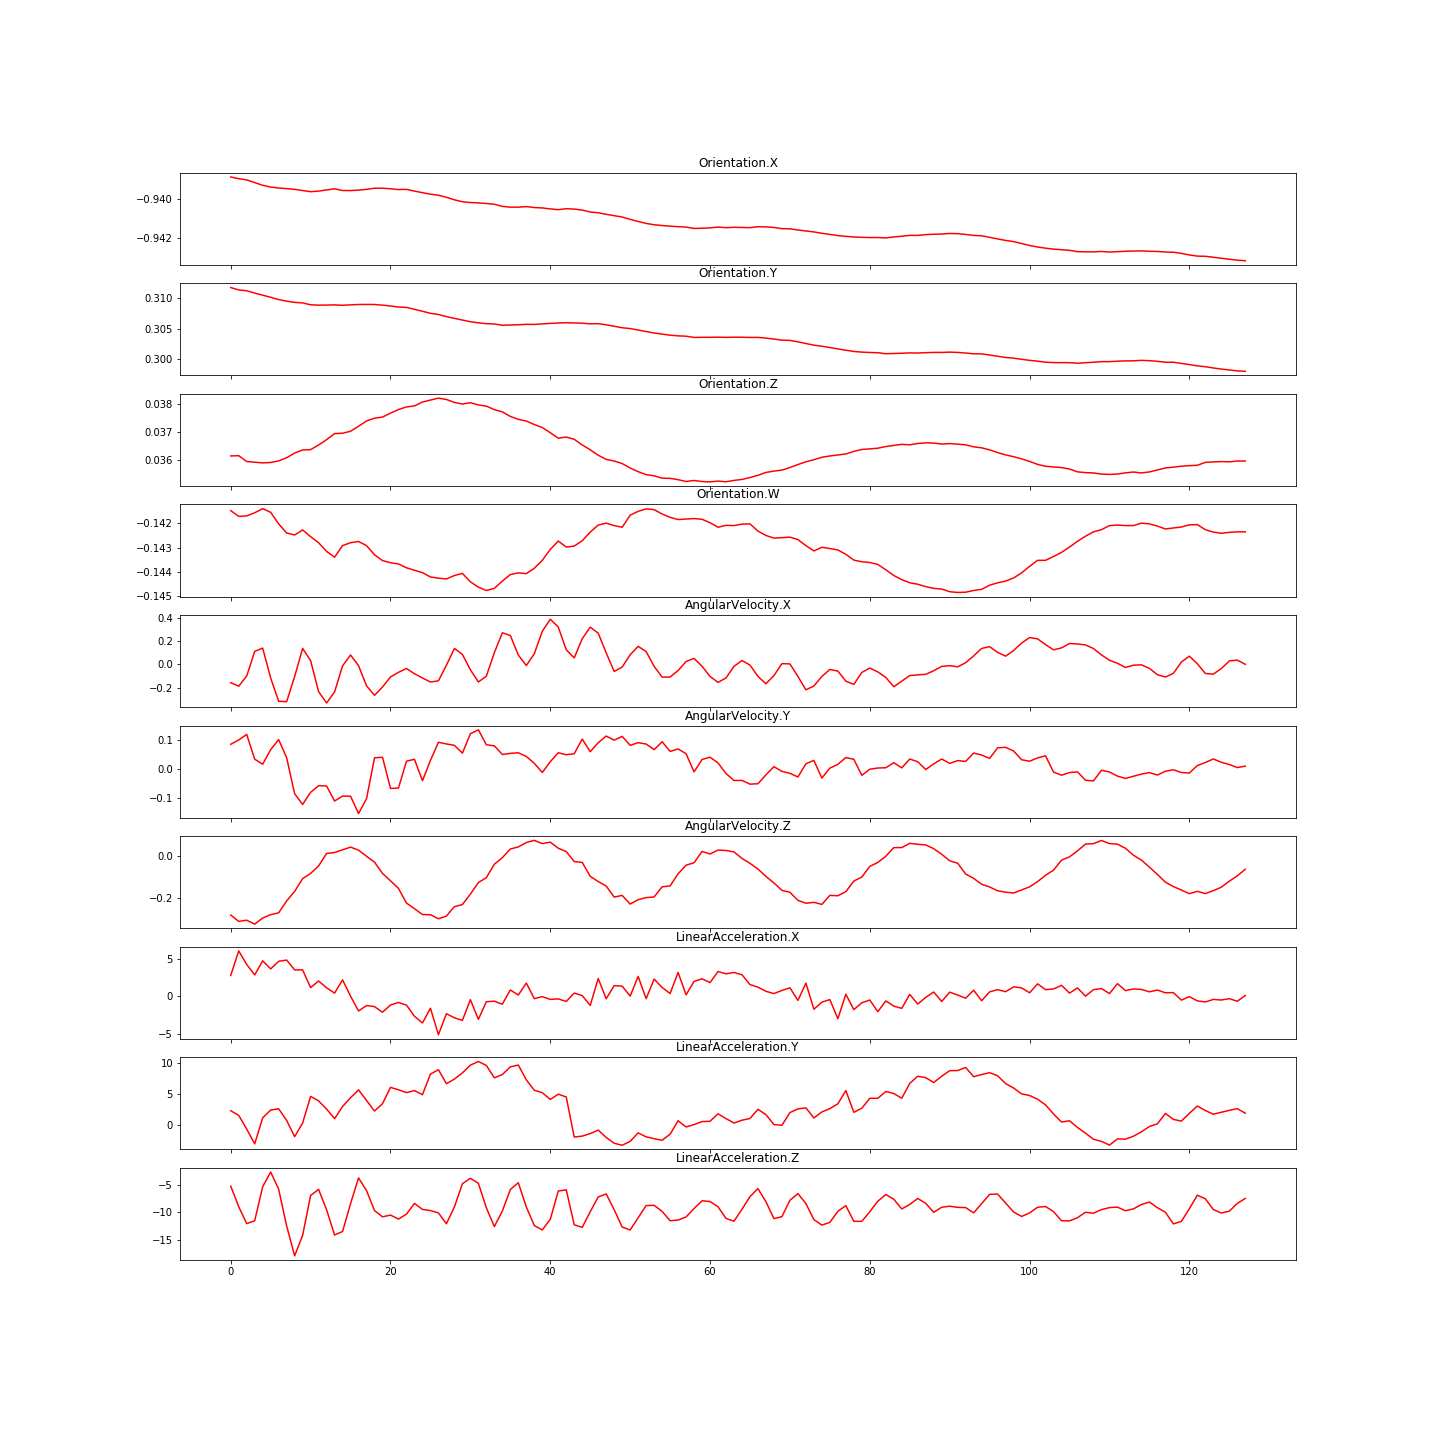 Orientation.X
−0.940
−0.942
Orientation.Y
0.310
0.305
0.300
Orientation.Z
0.038
0.037
0.036
Orientation.W
−0.142
−0.143
−0.144
−0.145
AngularVelocity.X
0.4
0.2
0.0
−0.2
AngularVelocity.Y
0.1
0.0
−0.1
AngularVelocity.Z
0.0
−0.2
LinearAcceleration.X
5
0
−5
LinearAcceleration.Y
10
5
0
LinearAcceleration.Z
−5
−10
−15
0 20 40 60 80 100 120